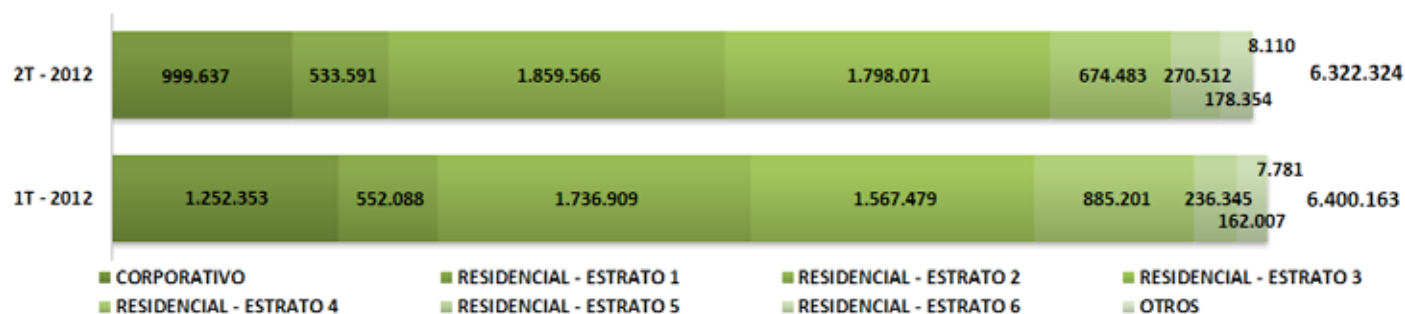 8.110
2T - 2012 999.637 533.591 1.859.566 1.798.071 674.483 270.512 6.322.324
178.354
7.781
1T - 2012 1.252.353 552.088 1.736.909 1.567.479 885.201 236.345 6.400.163
162.007
CORPORATIVO RESIDENCIAL - ESTRATO 1 RESIDENCIAL - ESTRATO 2 RESIDENCIAL - ESTRATO 3
RESIDENCIAL - ESTRATO 4 RESIDENCIAL - ESTRATO 5 RESIDENCIAL - ESTRATO 6 OTROS